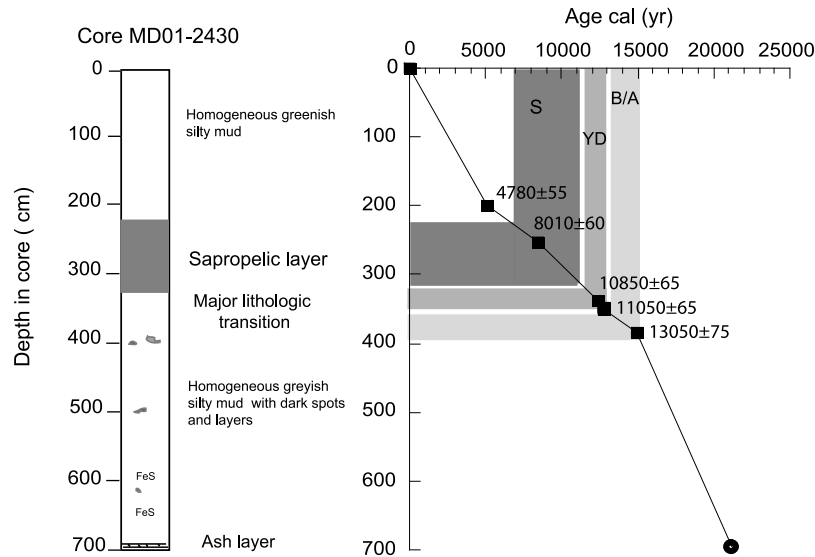 Core MD01-2430
Depth in core ( cm)
0
100
200
300
400
500
600
700
Homogeneous greenish
silty mud
Sapropelic layer
Major lithologic
transition
Homogeneous greyish
silty mud with dark spots
and layers
FeS
FeS
Ash layer
Age cal (yr)
0
5000
10000
15000
20000
25000
0
100
200
300
400
500
600
700
S
YD
B/A
4780±55
8010±60
10850±65
11050±65
13050±75